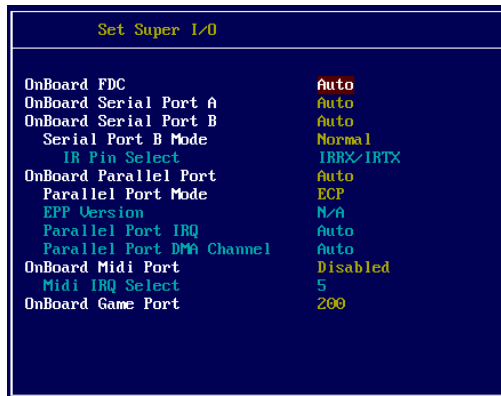 Set Super I/O
OnBoard FDC Auto
OnBoard Serial Port A Auto
OnBoard Serial Port B Auto
Serial Port B Mode Normal
IR Pin Select IRRX/IRTX
OnBoard Parallel Port Auto
Parallel Port Mode ECP
EPP Version N/A
Parallel Port IRQ Auto
Parallel Port DMA Channel Auto
OnBoard Midi Port Disabled
Midi IRQ Select 5
OnBoard Game Port 200